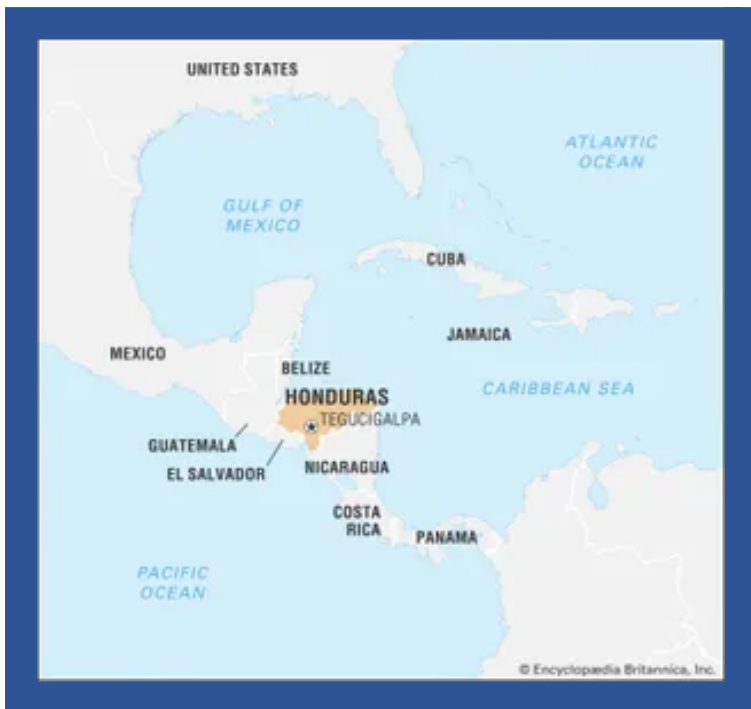 UNITED STATES
ATLANTIC
OCEAN
GULF OF
MEXICO
CUBA
JAMAICA
MEXICO
BELIZE
CARIBBEAN SEA
HONDURAS
TEGUCIGALPA
GUATEMALA
EL SALVADOR
NICARAGUA
COSTA
RICA
PANAMA
PACIFIC
OCEAN
© Encyclopædia Britannica, Inc.